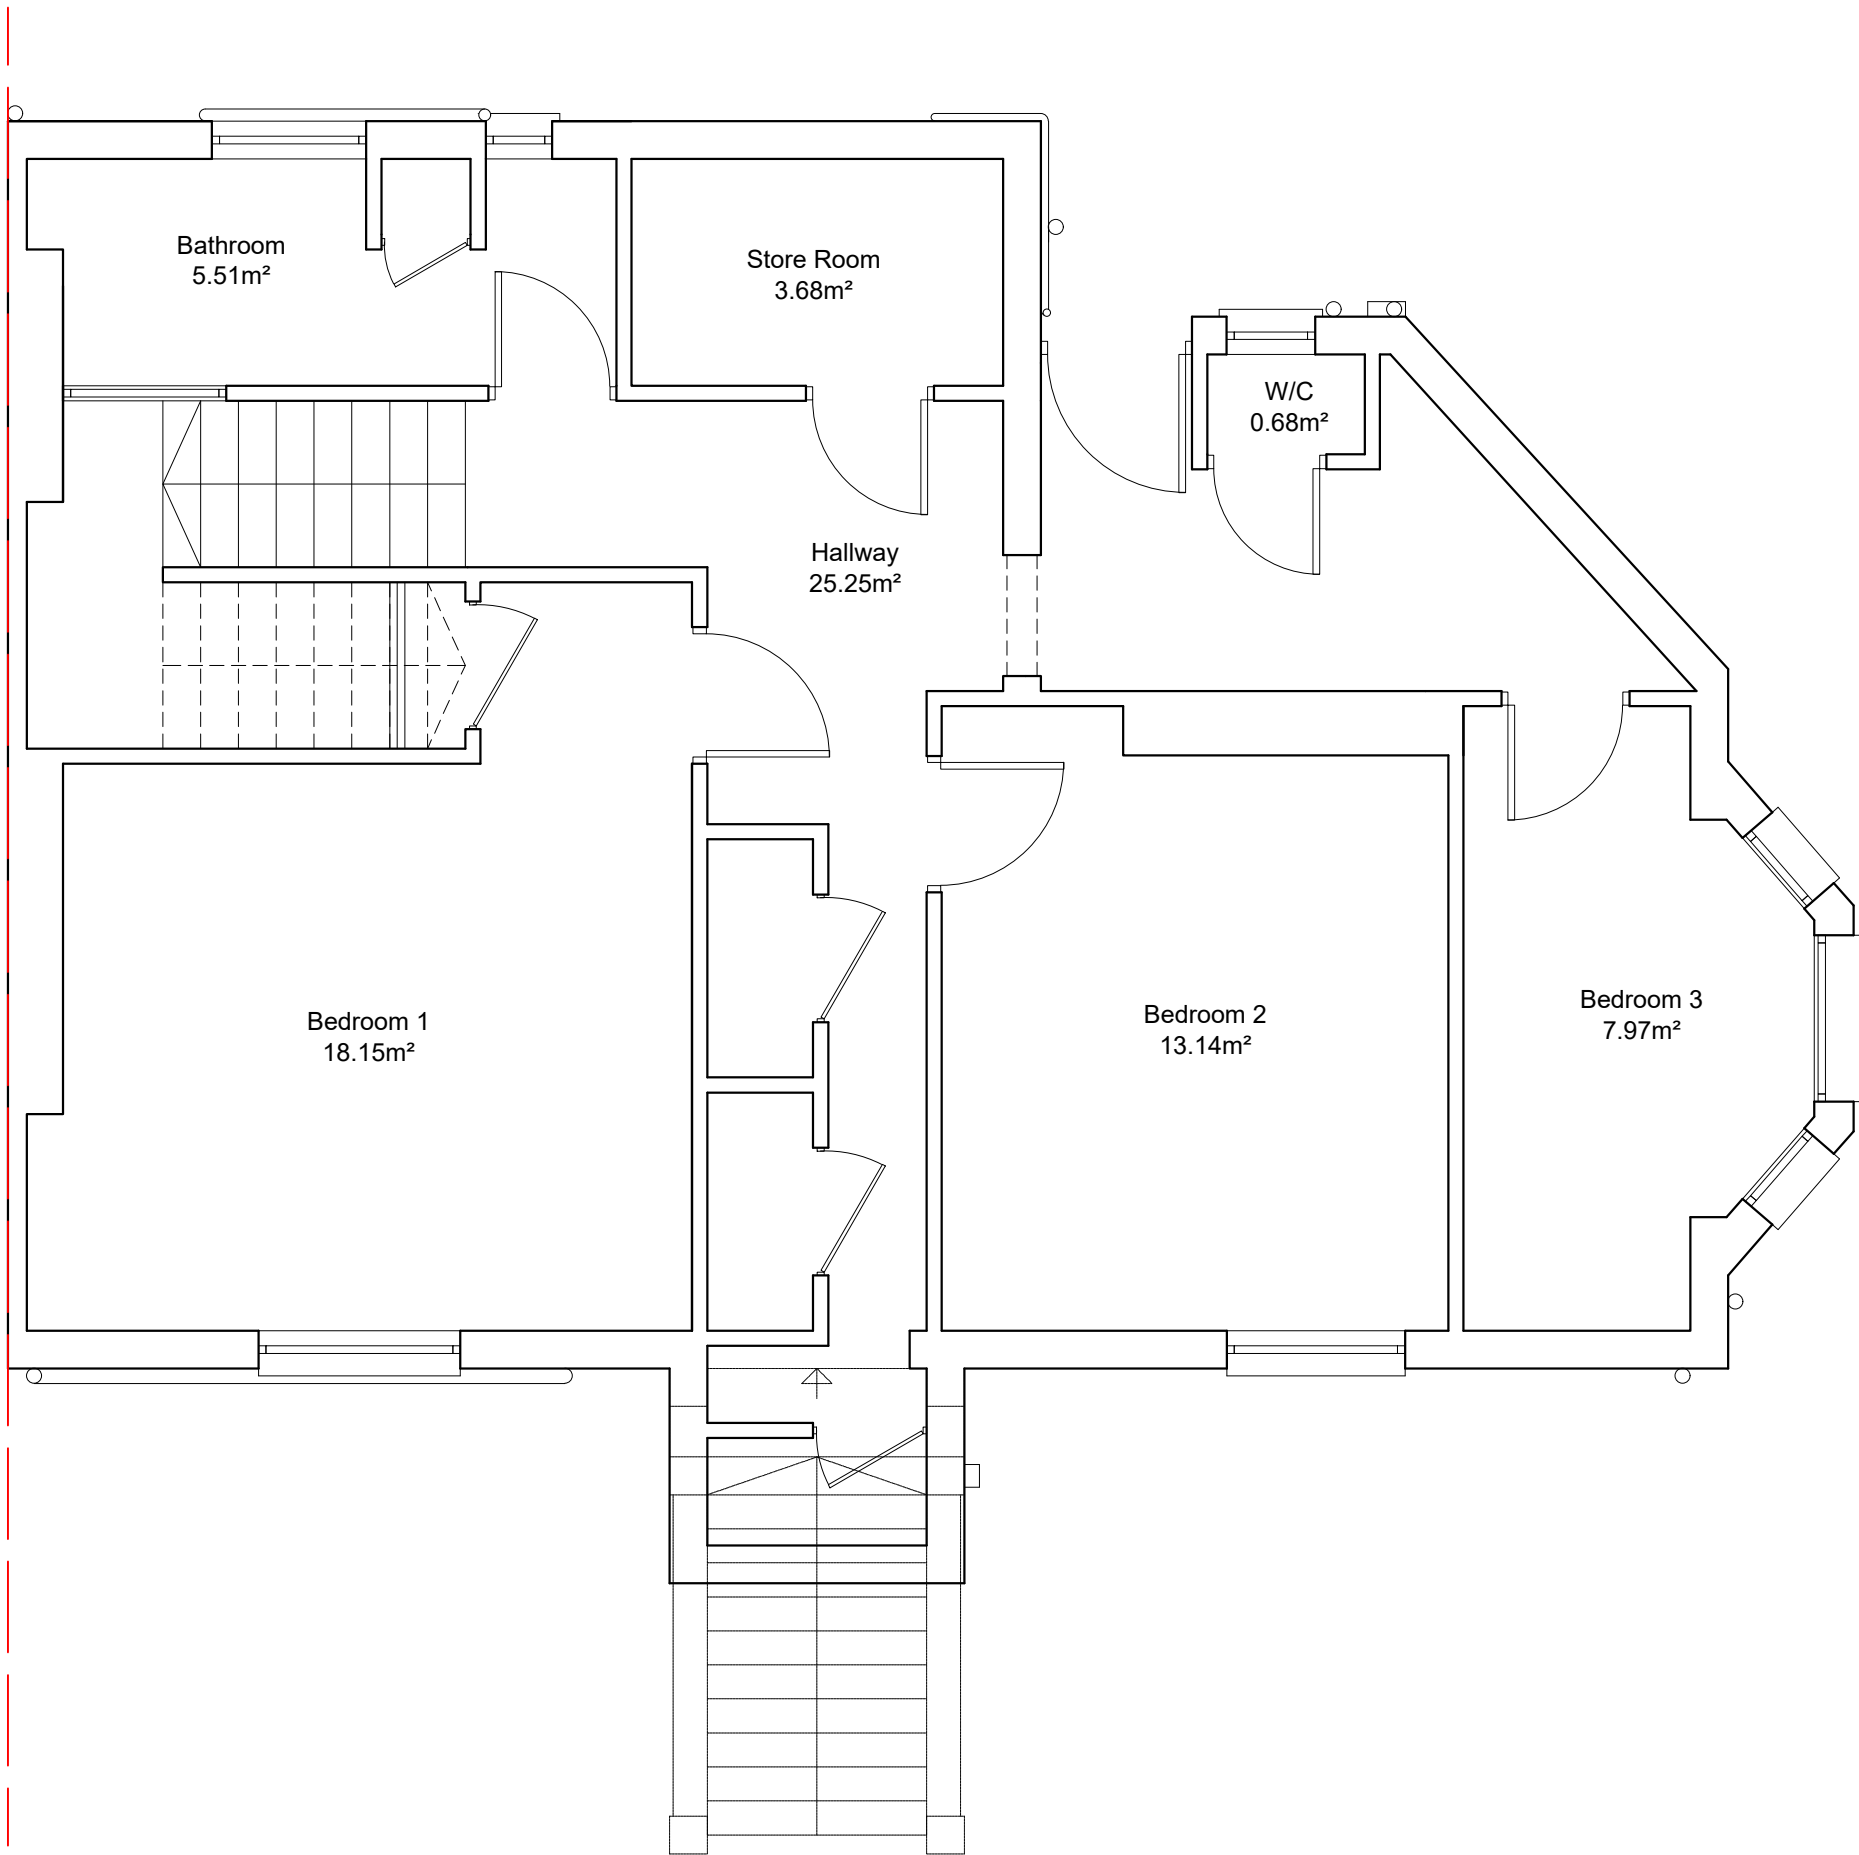 Bathroom
5.51m²
Store Room
3.68m²
W/C
0.68m²
Hallway
25.25m²
Bedroom 1
18.15m²
Bedroom 2
13.14m²
Bedroom 3
7.97m²